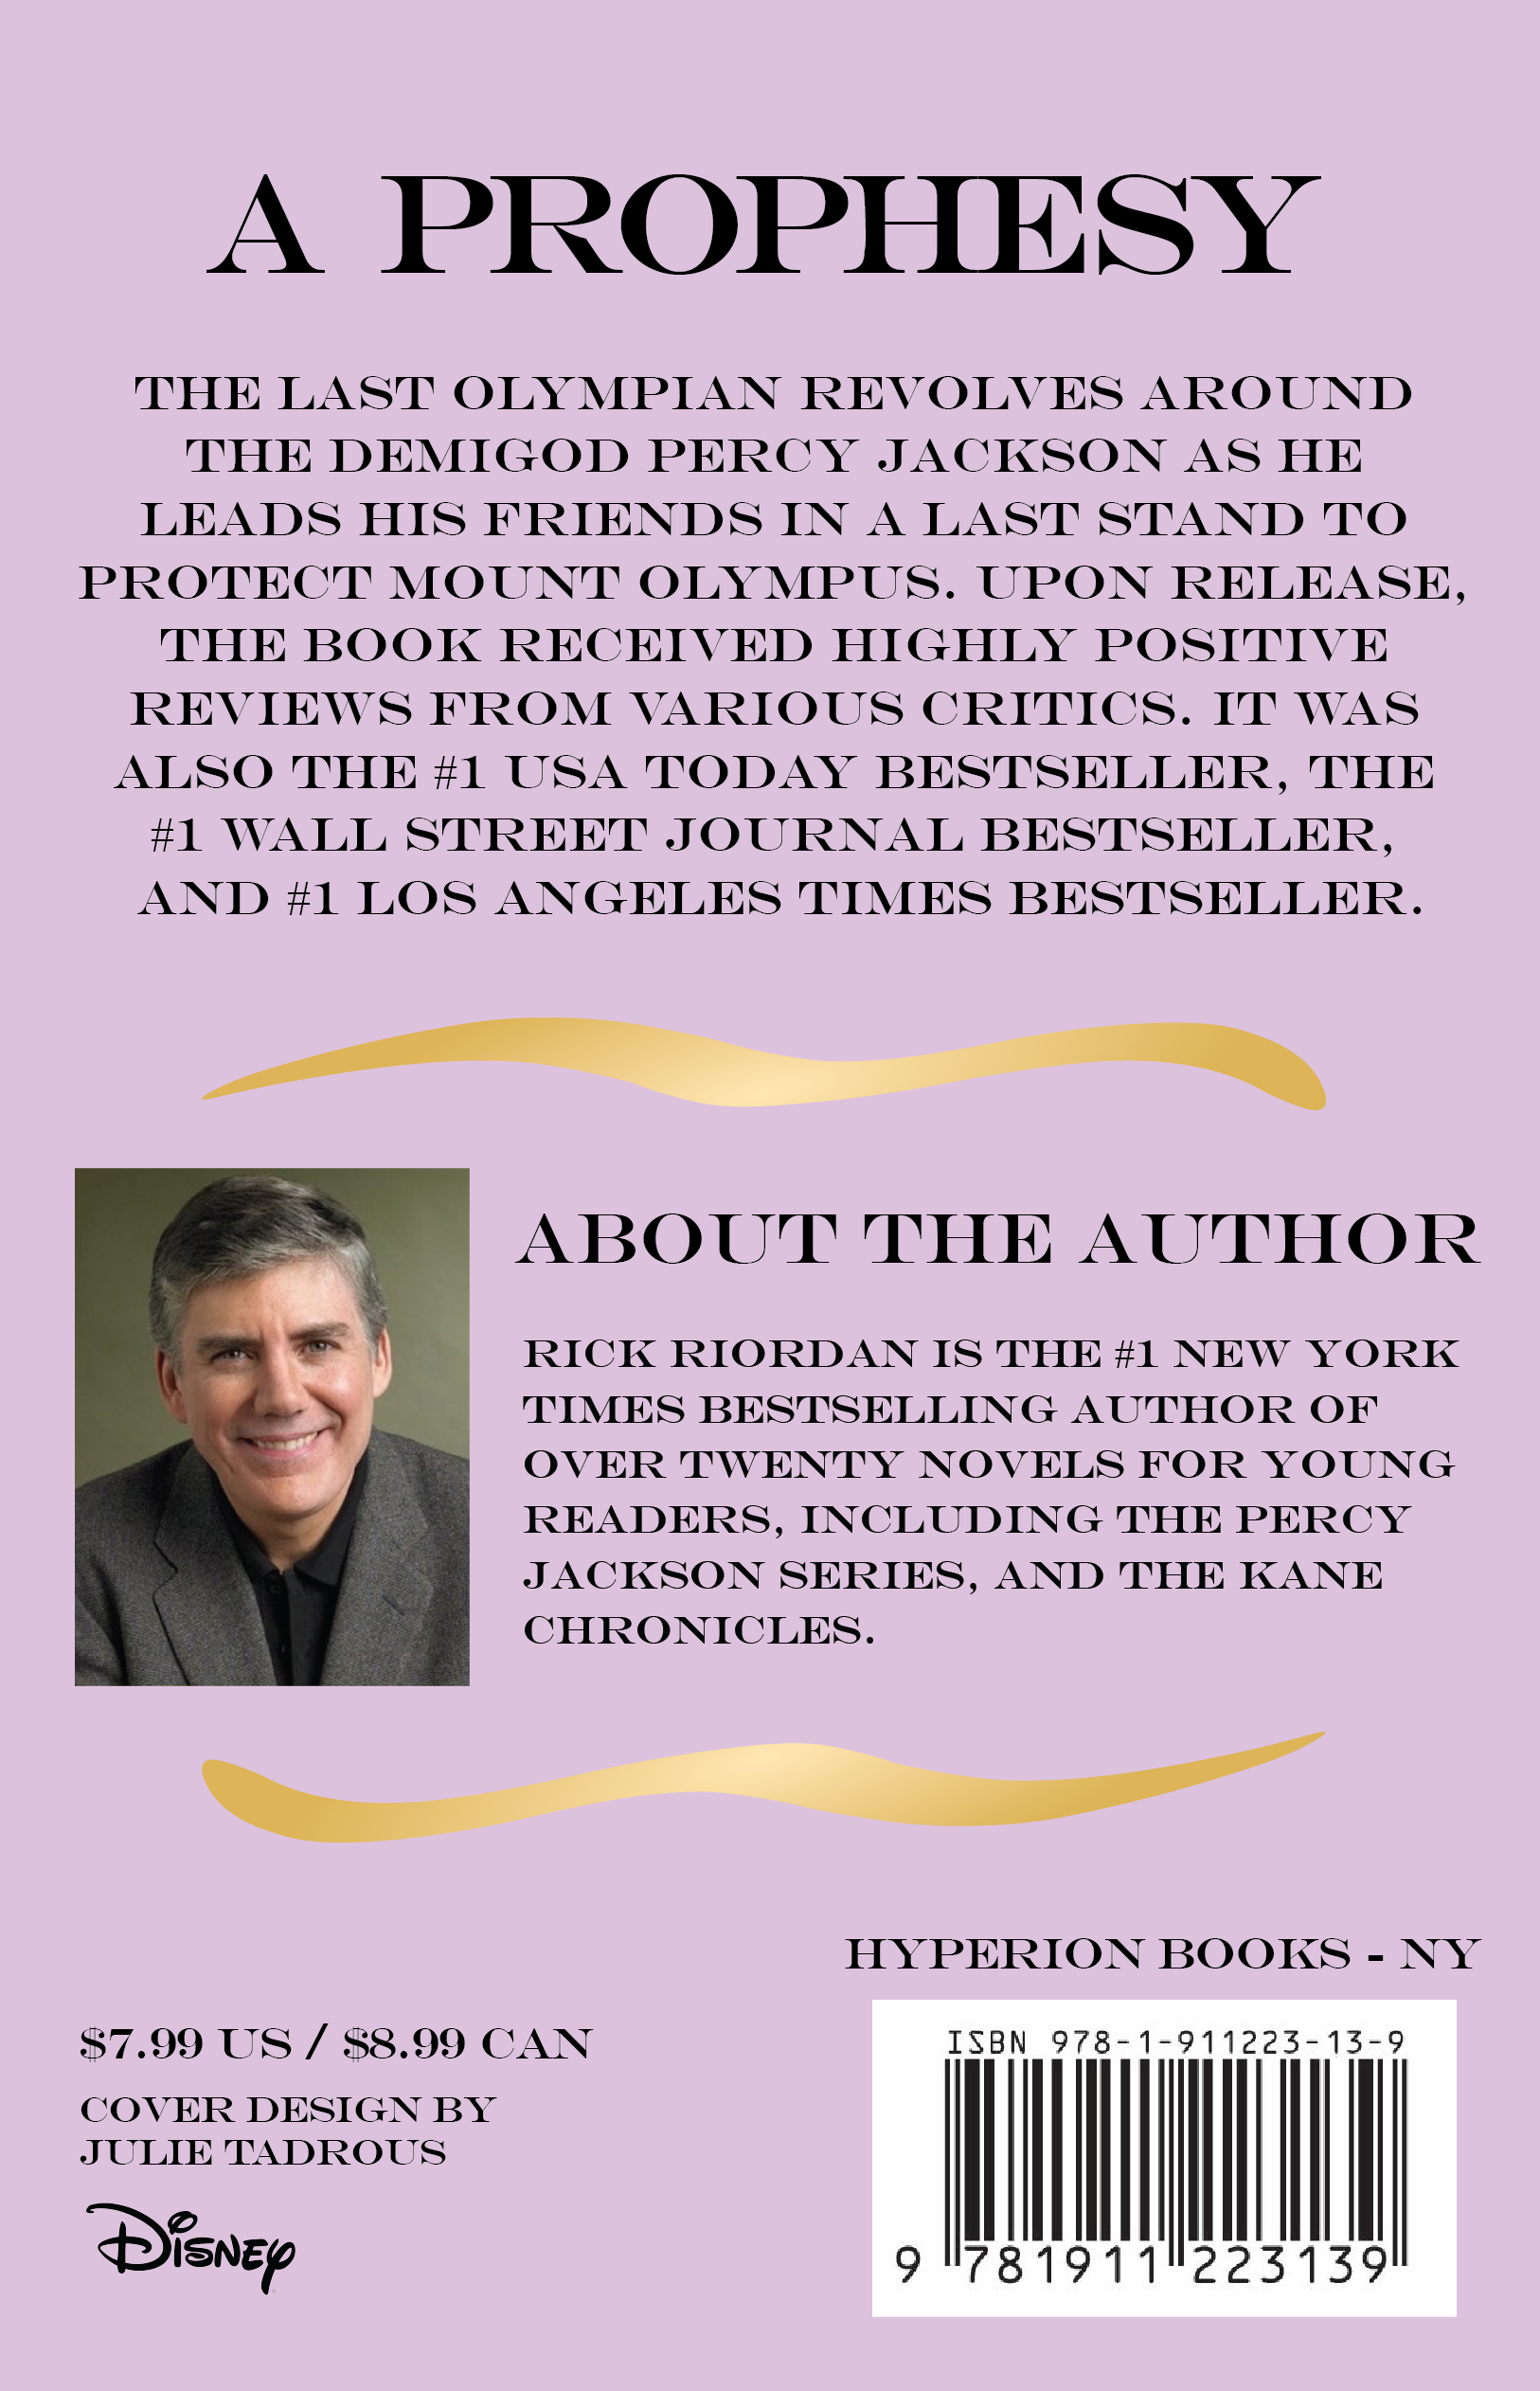 A PROPHESY
THE LAST OLYMPIAN REVOLVES AROUND
THE DEMIGOD PERCY JACKSON AS HE
LEADS HIS FRIENDS IN A LAST STAND TO
PROTECT MOUNT OLYMPUS. UPON RELEASE,
THE BOOK RECEIVED HIGHLY POSITIVE
REVIEWS FROM VARIOUS CRITICS. IT WAS
ALSO THE #1 USA TODAY BESTSELLER, THE
#1 WALL STREET JOURNAL BESTSELLER,
AND #1 LOS ANGELES TIMES BESTSELLER.
ABOUT THE AUTHOR
RICK RIORDAN IS THE #1 NEW YORK
TIMES BESTSELLING AUTHOR OF
OVER TWENTY NOVELS FOR YOUNG
READERS, INCLUDING THE PERCY
JACKSON SERIES, AND THE KANE
CHRONICLES.
HYPERION BOOKS - NY
$7.99 US / $8.99 CAN
COVER DESIGN BY
JULIE TADROUS
Disney
ISBN 978-1-911223-13-9
9 781911 223139